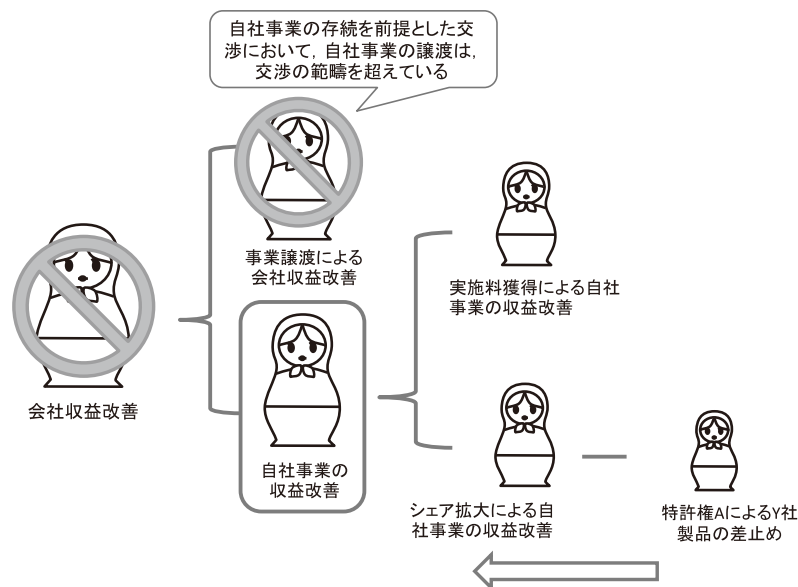 自社事業の存続を前提とした交
渉において，自社事業の譲渡は，
交渉の範疇を超えている
事業譲渡による
会社収益改善
実施料獲得による自社
事業の収益改善
会社収益改善
自社事業の
収益改善
シェア拡大による自
社事業の収益改善
特許権AによるY社
製品の差止め